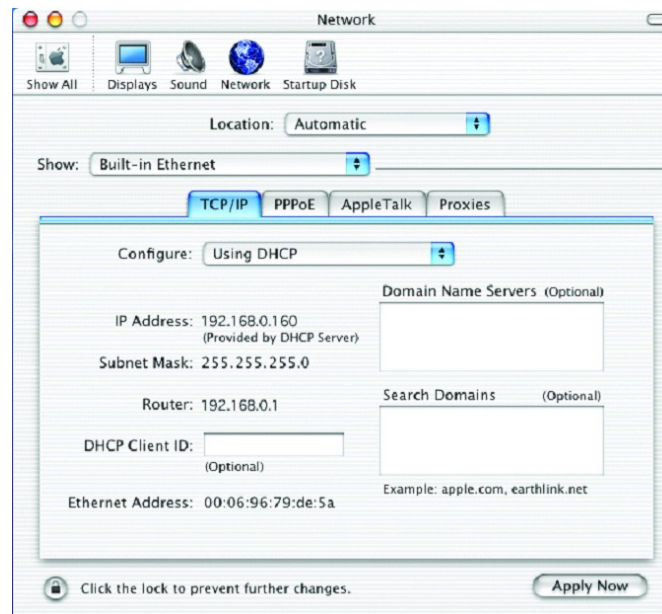 Network
Show All Displays Sound Network Startup Disk
Location: Automatic
Show: Built-in Ethernet
TCP/IP PPPoE AppleTalk Proxies
Configure: Using DHCP
Domain Name Servers (Optional)
IP Address: 192.168.0.160
(Provided by DHCP Server)
Subnet Mask: 255.255.255.0
Router: 192.168.0.1
Search Domains (Optional)
DHCP Client ID:
(Optional)
Example: apple.com, earthlink.net
Ethernet Address: 00:06:96:79:de:5a
Click the lock to prevent further changes.
Apply Now